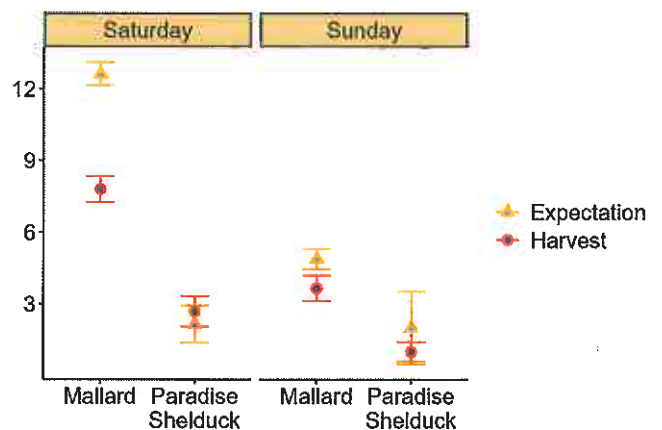 Saturday
Sunday
12
9
6
3
Expectation
Harvest
Mallard
Paradise
Shelduck
Mallard
Paradise
Shelduck